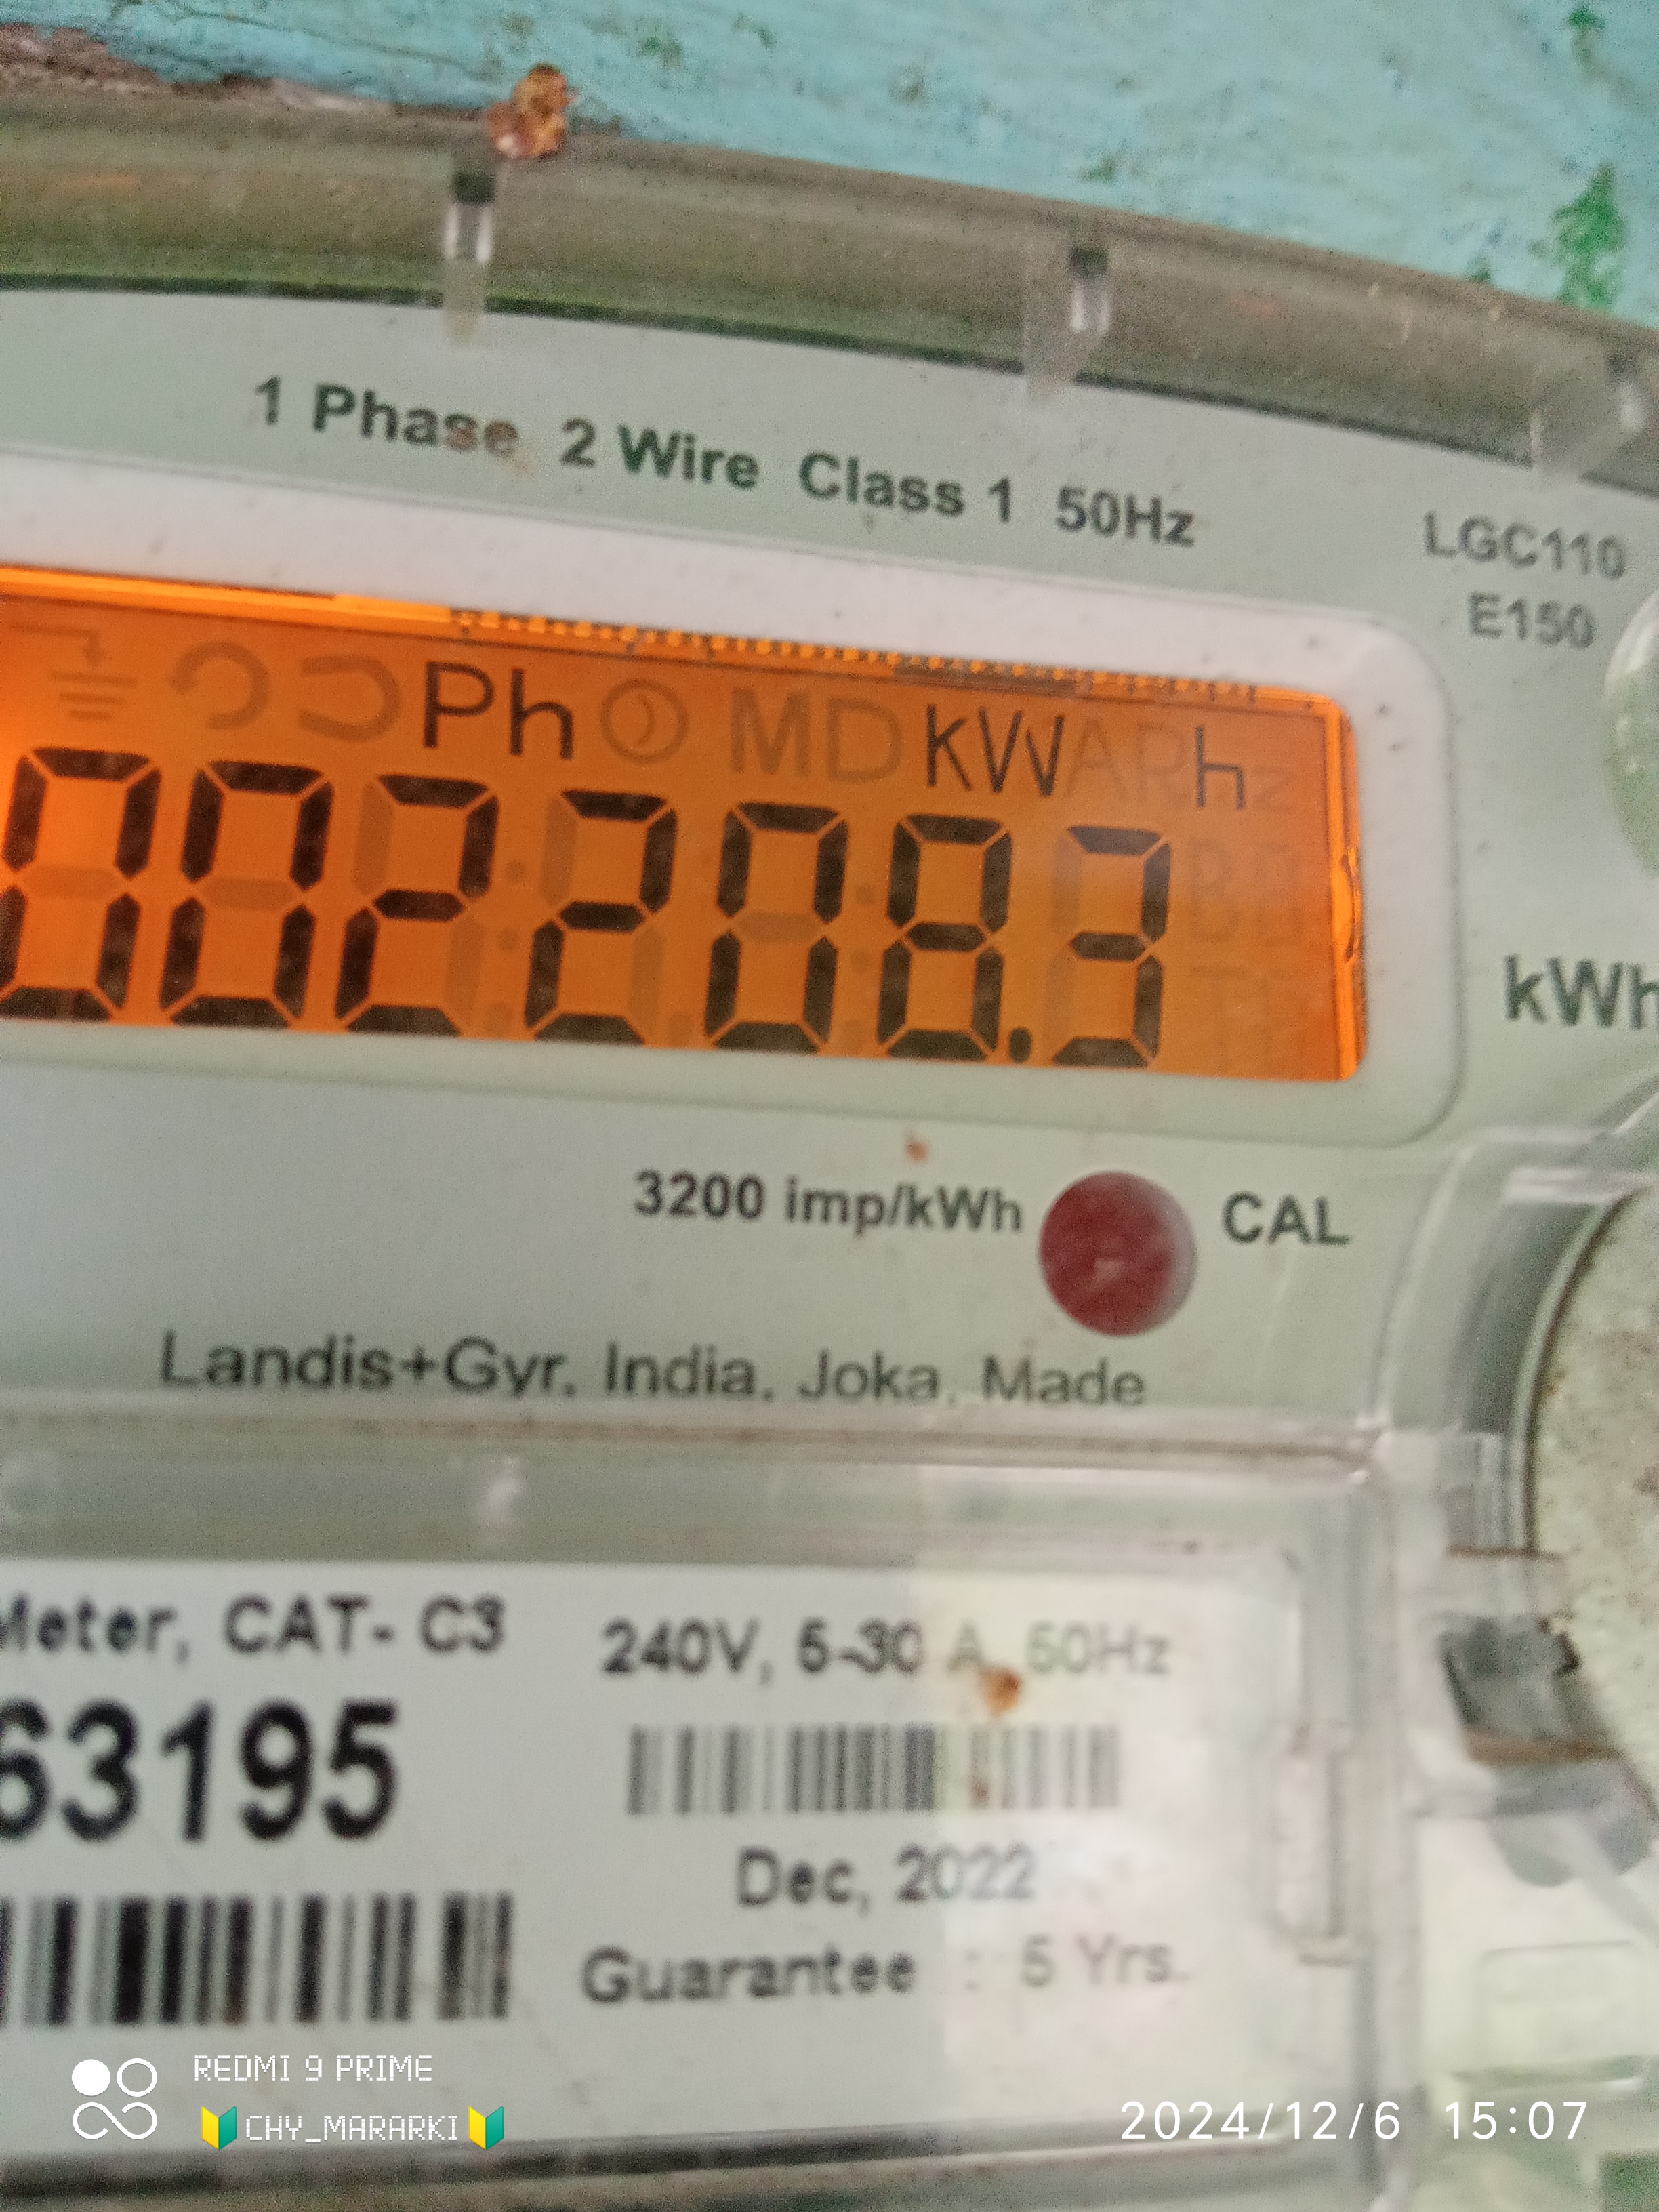 1 Phase 2 Wire Class 1 50Hz
LGC110
E150
Ph MD kWh
002208.3
kWh
3200 imp/kWh CAL
Landis+Gyr, India, Joka, Made
Meter, CAT- C3
240V, 5-30 A, 50Hz
63195
Dec, 2022
Guarantee : 5 Yrs.
REDMI 9 PRIME
CHY_MARARKI
2024/12/6 15:07